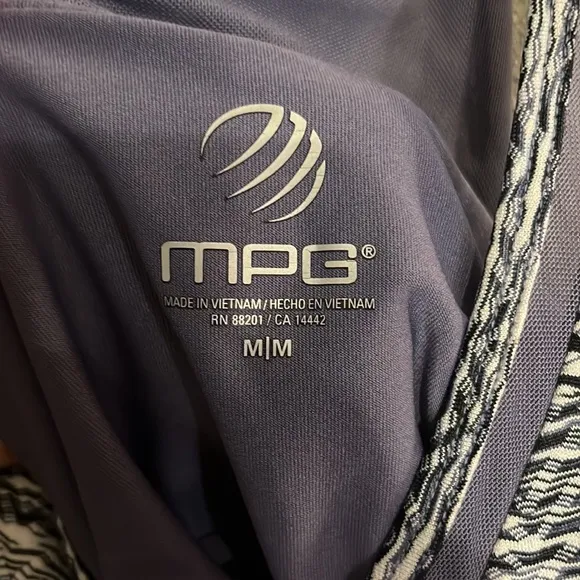 MPG®
MADE IN VIETNAM / HECHO EN VIETNAM
RN 88201 / CA 14442
M|M